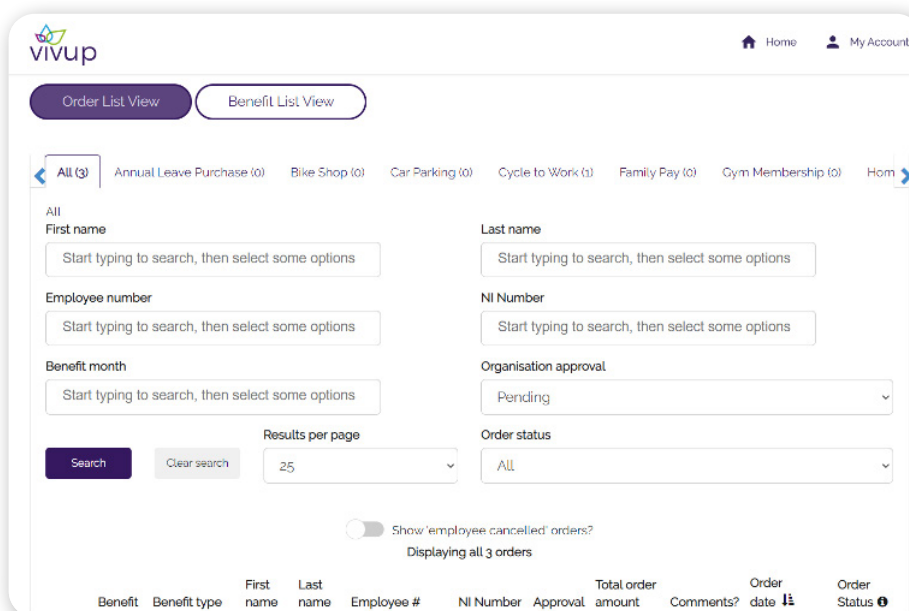 vivup
Home
My Account
Order List View
Benefit List View
All (3)
Annual Leave Purchase (0)
Bike Shop (0)
Car Parking (0)
Cycle to Work (1)
Family Pay (0)
Gym Membership (0)
Hom
All
First name
Last name
Start typing to search, then select some options
Start typing to search, then select some options
Employee number
NI Number
Start typing to search, then select some options
Start typing to search, then select some options
Benefit month
Organisation approval
Start typing to search, then select some options
Pending
Results per page
Order status
Search
Clear search
25
All
Show 'employee cancelled' orders?
Displaying all 3 orders
Benefit
Benefit type
First name
Last name
Employee #
NI Number
Approval
Total order amount
Comments?
Order date
Order Status